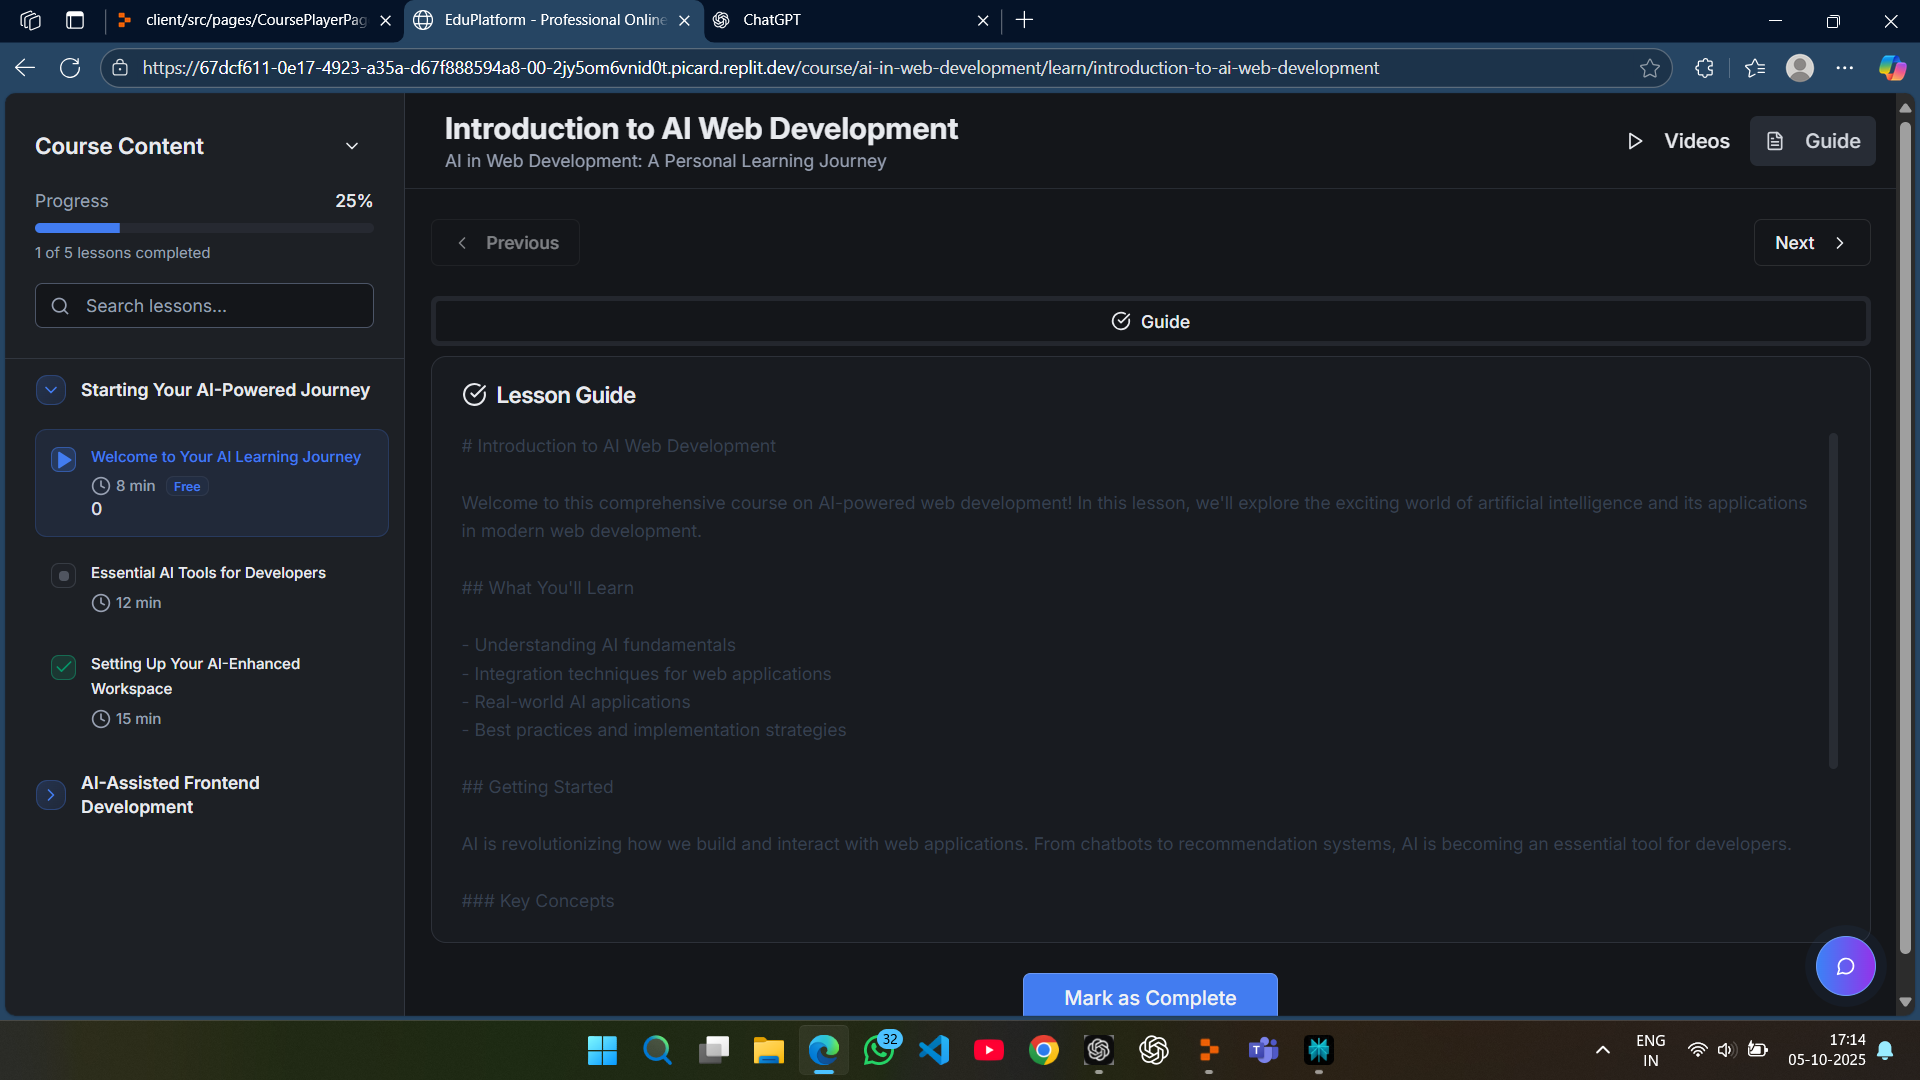 client/src/pages/CoursePlayerPag
EduPlatform - Professional Online
ChatGPT
https://67dcf611-0e17-4923-a35a-d67f888594a8-00-2jy5om6vnid0t.picard.replit.dev/course/ai-in-web-development/learn/introduction-to-ai-web-development
Course Content
Progress 25%
1 of 5 lessons completed
Search lessons...
Starting Your AI-Powered Journey
Welcome to Your AI Learning Journey
8 min Free
0
Essential AI Tools for Developers
12 min
Setting Up Your AI-Enhanced
Workspace
15 min
AI-Assisted Frontend
Development
Introduction to AI Web Development
AI in Web Development: A Personal Learning Journey
Videos
Guide
Previous
Next
Guide
Lesson Guide
# Introduction to AI Web Development
Welcome to this comprehensive course on AI-powered web development! In this lesson, we'll explore the exciting world of artificial intelligence and its applications
in modern web development.
## What You'll Learn
- Understanding AI fundamentals
- Integration techniques for web applications
- Real-world AI applications
- Best practices and implementation strategies
## Getting Started
AI is revolutionizing how we build and interact with web applications. From chatbots to recommendation systems, AI is becoming an essential tool for developers.
### Key Concepts
Mark as Complete
32
ENG
IN
17:14
05-10-2025